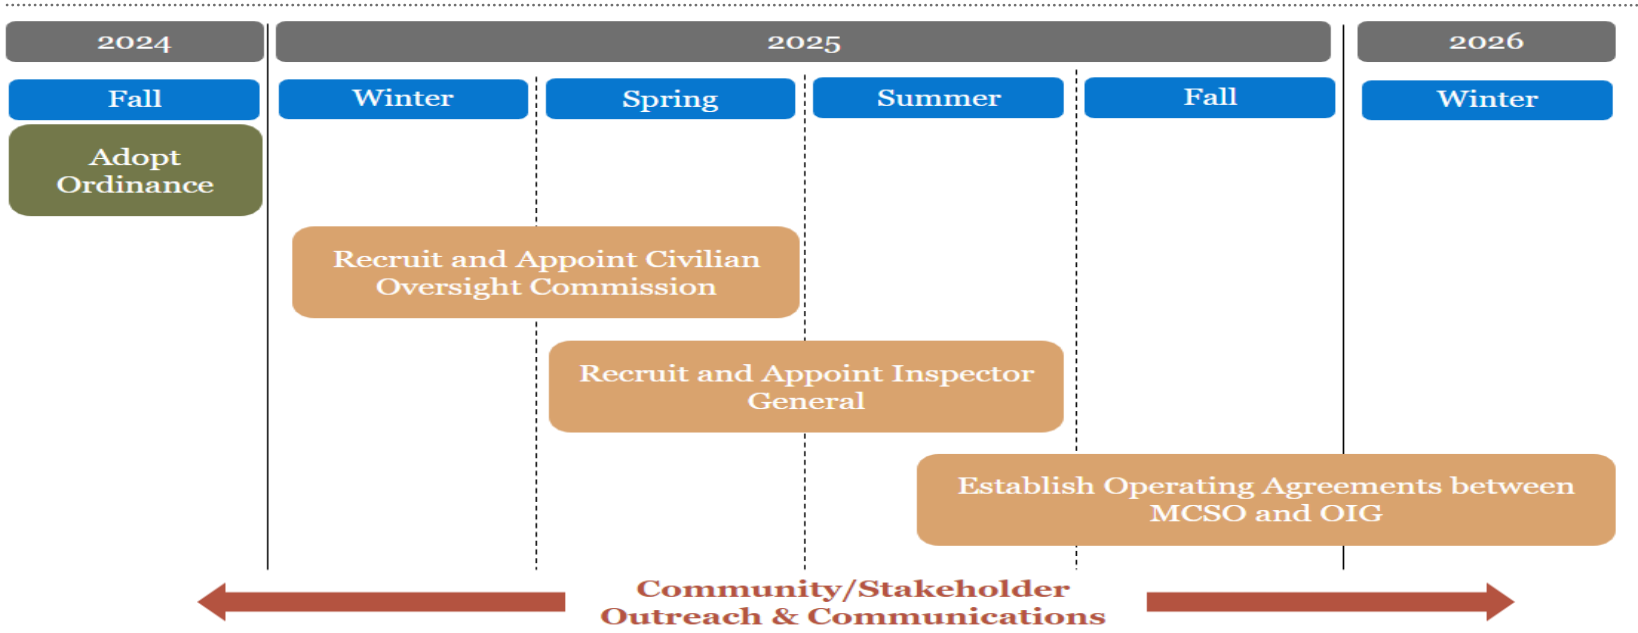 2024
2025
2026
Fall
Winter
Spring
Summer
Fall
Winter
Adopt
Ordinance
Recruit and Appoint Civilian
Oversight Commission
Recruit and Appoint Inspector
General
Establish Operating Agreements between
MCSO and OIG
Community/Stakeholder
Outreach & Communications